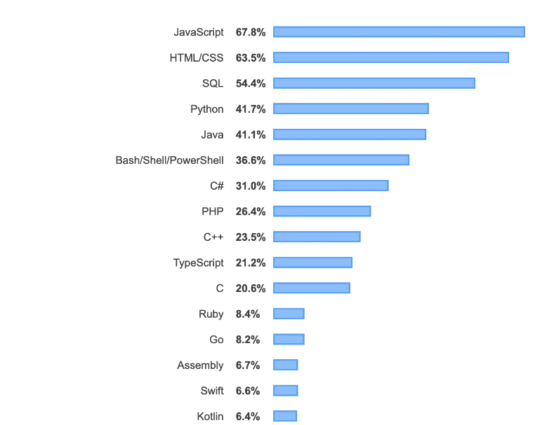 JavaScript 67.8%
HTML/CSS 63.5%
SQL 54.4%
Python 41.7%
Java 41.1%
Bash/Shell/PowerShell 36.6%
C# 31.0%
PHP 26.4%
C++ 23.5%
TypeScript 21.2%
C 20.6%
Ruby 8.4%
Go 8.2%
Assembly 6.7%
Swift 6.6%
Kotlin 6.4%